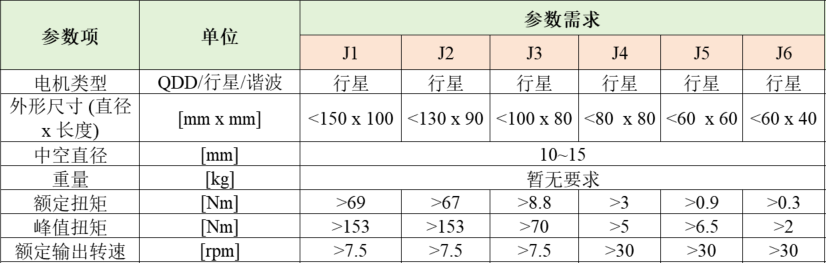 参数项 单位 参数需求
J1 J2 J3 J4 J5 J6
电机类型 QDD/行星/谐波 行星 行星 行星 行星 行星 行星
外形尺寸 (直径
x 长度) [mm x mm] <150 x 100 <130 x 90 <100 x 80 <80 x 80 <60 x 60 <60 x 40
中空直径 [mm] 10~15
重量 [kg] 暂无要求
额定扭矩 [Nm] >69 >67 >8.8 >3 >0.9 >0.3
峰值扭矩 [Nm] >153 >153 >70 >5 >6.5 >2
额定输出转速 [rpm] >7.5 >7.5 >7.5 >30 >30 >30